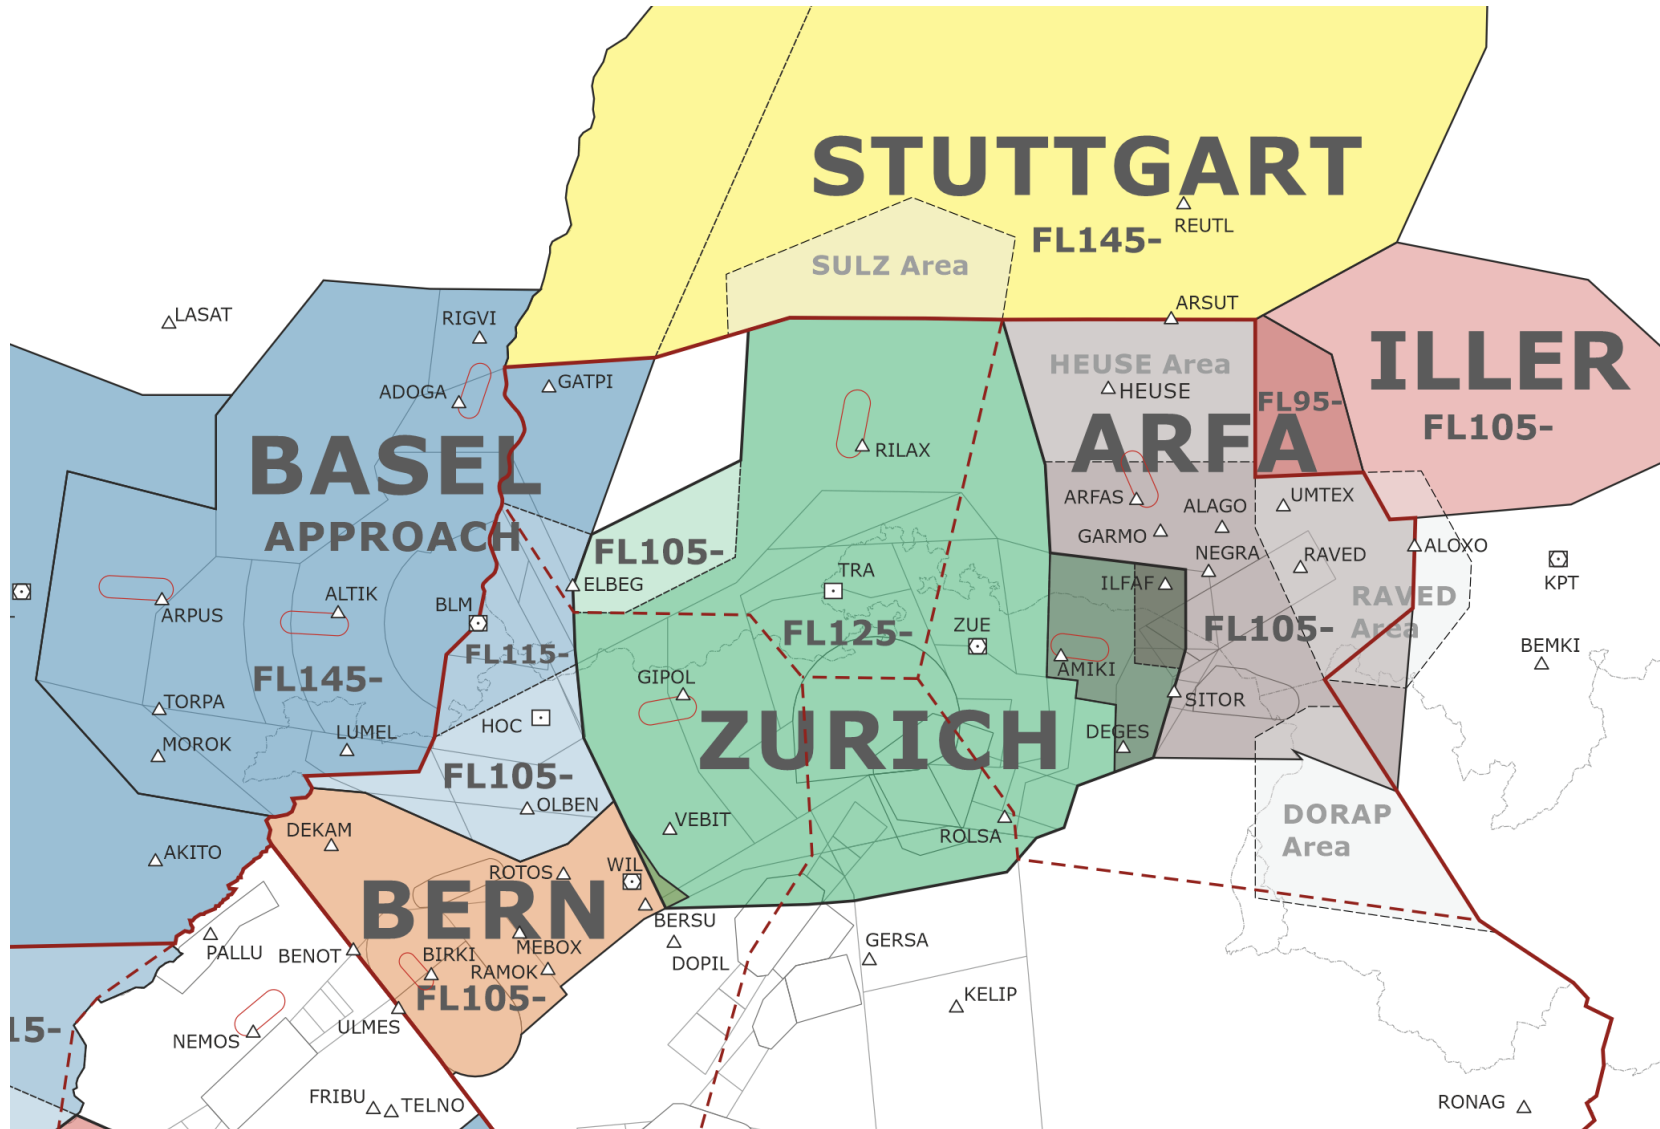 STUTTGART
REUTL
FL145-
SULZ Area
LASAT
ARSUT
RIGVI
ILLER
HEUSE Area
ADOGA
GATPI
HEUSE
FL95-
FL105-
BASEL
ARFA
RILAX
ARFAS
ALAGO
UMTEX
APPROACH
GARMO
FL105-
NEGRA
RAVED
ALOXO
ELBEG
TRA
ILFAF
KPT
ARPUS
ALTIK
BLM
RAVED
Area
FL125-
ZUE
FL105-
FL115-
AMIKI
BEMKI
FL145-
GIPOL
TORPA
HOC
SITOR
LUMEL
ZURICH
DEGES
MOROK
FL105-
OLBEN
DORAP
Area
DEKAM
VEBIT
ROLSA
AKITO
ROTOS
WIL
BERN
BERSU
PALLU
BENOT
MEBOX
GERSA
BIRKI
RAMOK
DOPIL
FL105-
KELIP
15-
ULMES
NEMOS
FRIBU
TELNO
RONAG